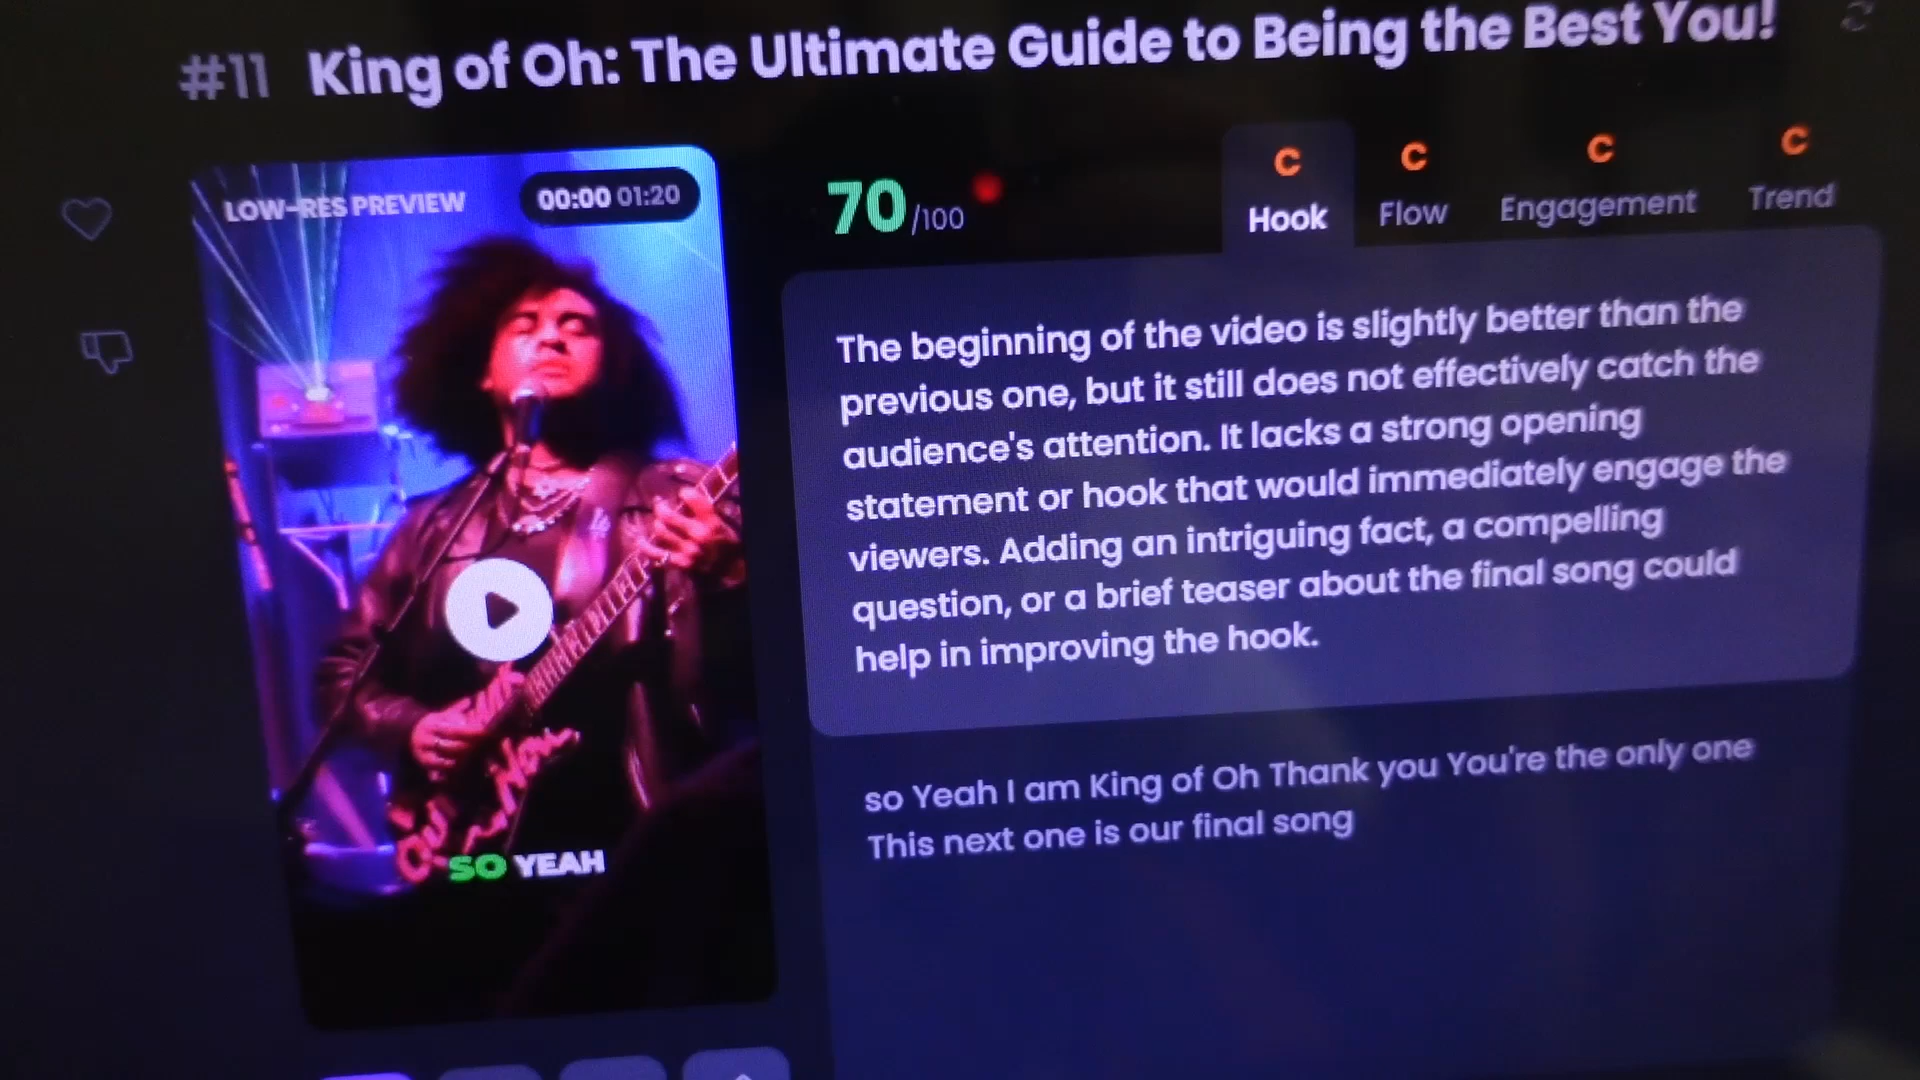 #11 King of Oh: The Ultimate Guide to Being the Best You!
LOW-RES PREVIEW
00:00 01:20
SO YEAH
70/100
C
Hook
C
Flow
C
Engagement
C
Trend
The beginning of the video is slightly better than the
previous one, but it still does not effectively catch the
audience's attention. It lacks a strong opening
statement or hook that would immediately engage the
viewers. Adding an intriguing fact, a compelling
question, or a brief teaser about the final song could
help in improving the hook.
so Yeah I am King of Oh Thank you You're the only one
This next one is our final song